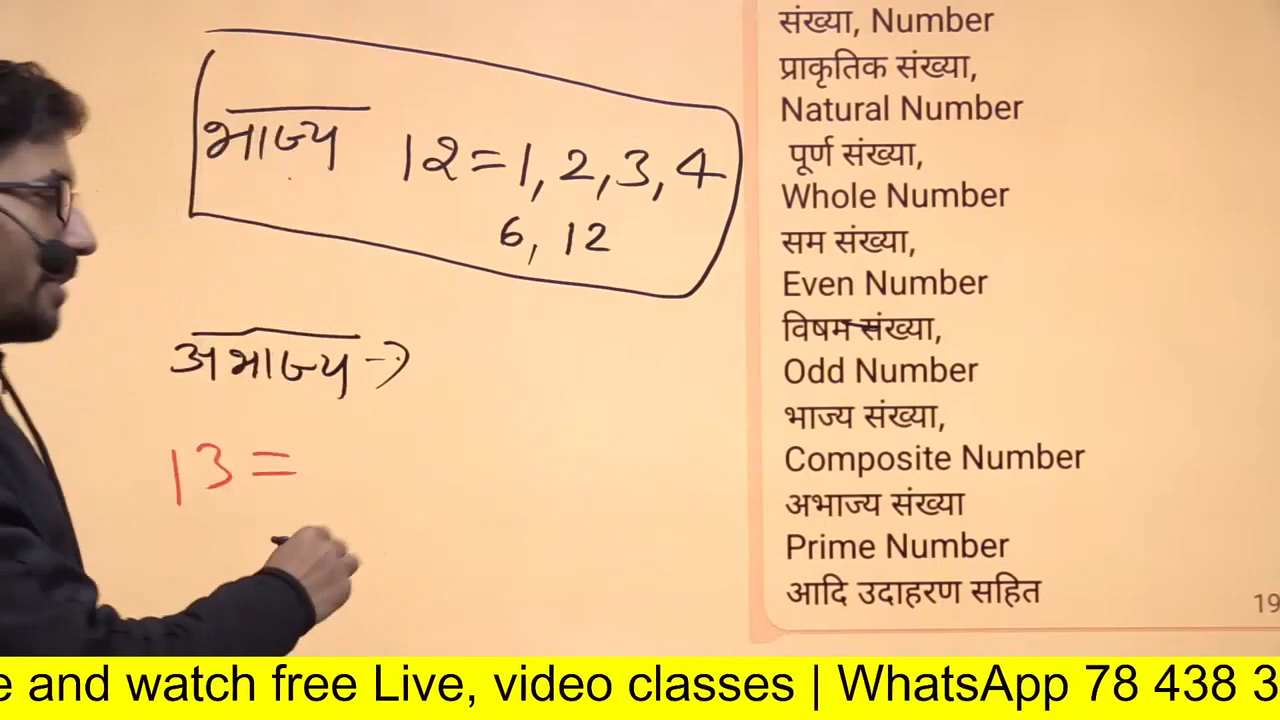 भाज्य 12 = 1, 2, 3, 4
6, 12
अभाज्य →
13 =
संख्या, Number
प्राकृतिक संख्या,
Natural Number
पूर्ण संख्या,
Whole Number
सम संख्या,
Even Number
विषम संख्या,
Odd Number
भाज्य संख्या,
Composite Number
अभाज्य संख्या
Prime Number
आदि उदाहरण सहित
19
e and watch free Live, video classes | WhatsApp 78 438 3